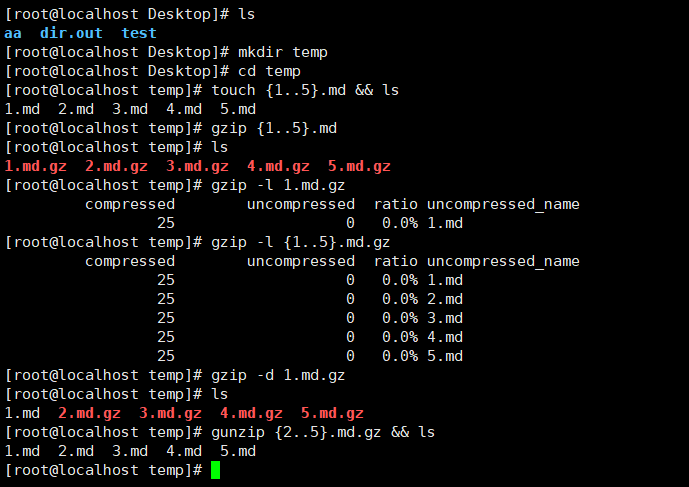 [root@localhost Desktop]# ls
aa  dir.out  test
[root@localhost Desktop]# mkdir temp
[root@localhost Desktop]# cd temp
[root@localhost temp]# touch {1..5}.md && ls
1.md  2.md  3.md  4.md  5.md
[root@localhost temp]# gzip {1..5}.md
[root@localhost temp]# ls
1.md.gz  2.md.gz  3.md.gz  4.md.gz  5.md.gz
[root@localhost temp]# gzip -l 1.md.gz
         compressed        uncompressed  ratio uncompressed_name
                 25                   0   0.0% 1.md
[root@localhost temp]# gzip -l {1..5}.md.gz
         compressed        uncompressed  ratio uncompressed_name
                 25                   0   0.0% 1.md
                 25                   0   0.0% 2.md
                 25                   0   0.0% 3.md
                 25                   0   0.0% 4.md
                 25                   0   0.0% 5.md
[root@localhost temp]# gzip -d 1.md.gz
[root@localhost temp]# ls
1.md  2.md.gz  3.md.gz  4.md.gz  5.md.gz
[root@localhost temp]# gunzip {2..5}.md.gz && ls
1.md  2.md  3.md  4.md  5.md
[root@localhost temp]#